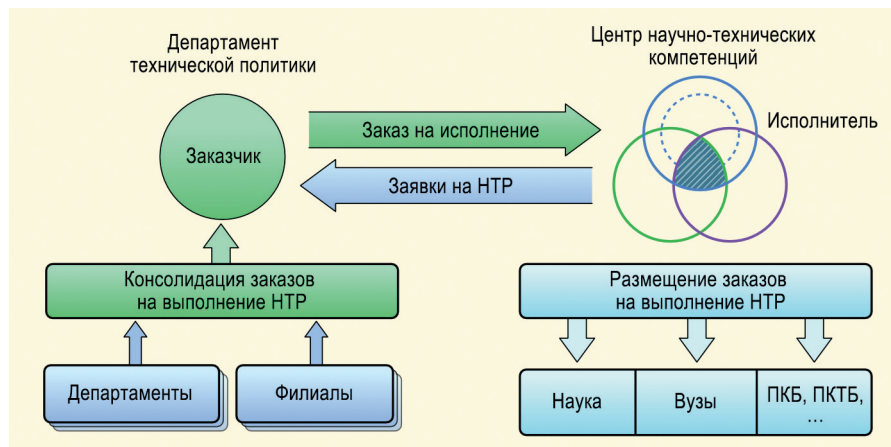 Департамент
технической политики
Центр научно-технических
компетенций
Заказчик
Заказ на исполнение
Заявки на НТР
Исполнитель
Консолидация заказов
на выполнение НТР
Размещение заказов
на выполнение НТР
Департаменты
Филиалы
Наука
Вузы
ПКБ, ПКТБ,
...